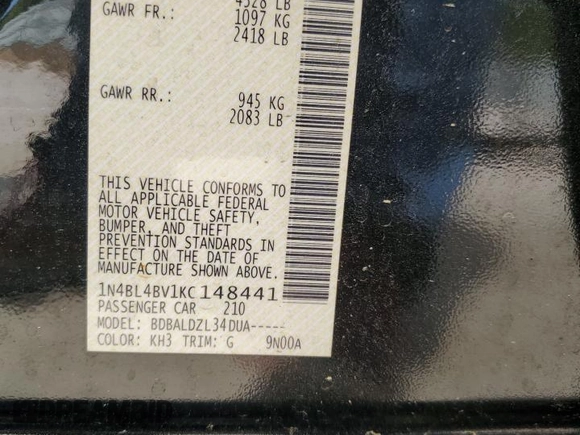 4328 LB
GAWR FR.: 1097 KG
2418 LB
GAWR RR.: 945 KG
2083 LB
THIS VEHICLE CONFORMS TO
ALL APPLICABLE FEDERAL
MOTOR VEHICLE SAFETY,
BUMPER, AND THEFT
PREVENTION STANDARDS IN
EFFECT ON THE DATE OF
MANUFACTURE SHOWN ABOVE.
1N4BL4BV1KC148441
PASSENGER CAR 210
MODEL: BDBALDZL34DUA-----
COLOR: KH3 TRIM: G 9N00A